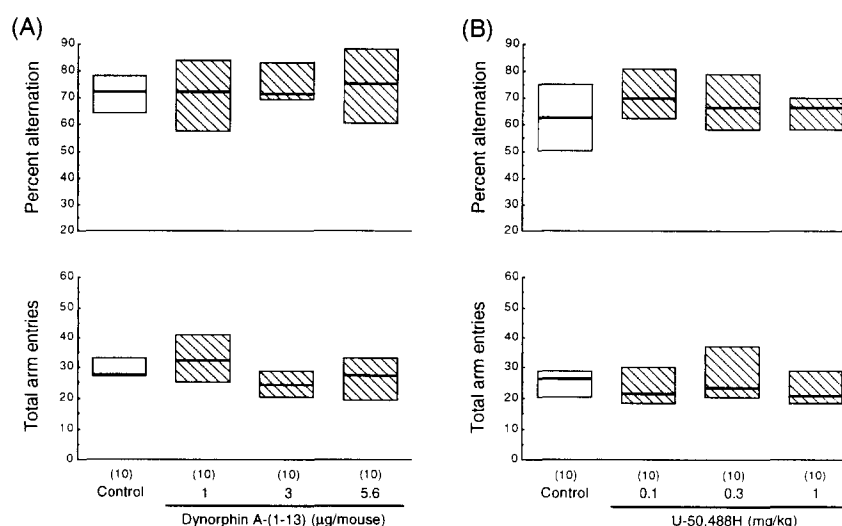 (A)
Percent alternation
90
80
70
60
50
40
30
20
Total arm entries
60
50
40
30
20
10
0
(10) (10) (10) (10)
Control 1 3 5.6
Dynorphin A-(1-13) (μg/mouse)
(B)
Percent alternation
90
80
70
60
50
40
30
20
Total arm entries
60
50
40
30
20
10
0
(10) (10) (10) (10)
Control 0.1 0.3 1
U-50,488H (mg/kg)